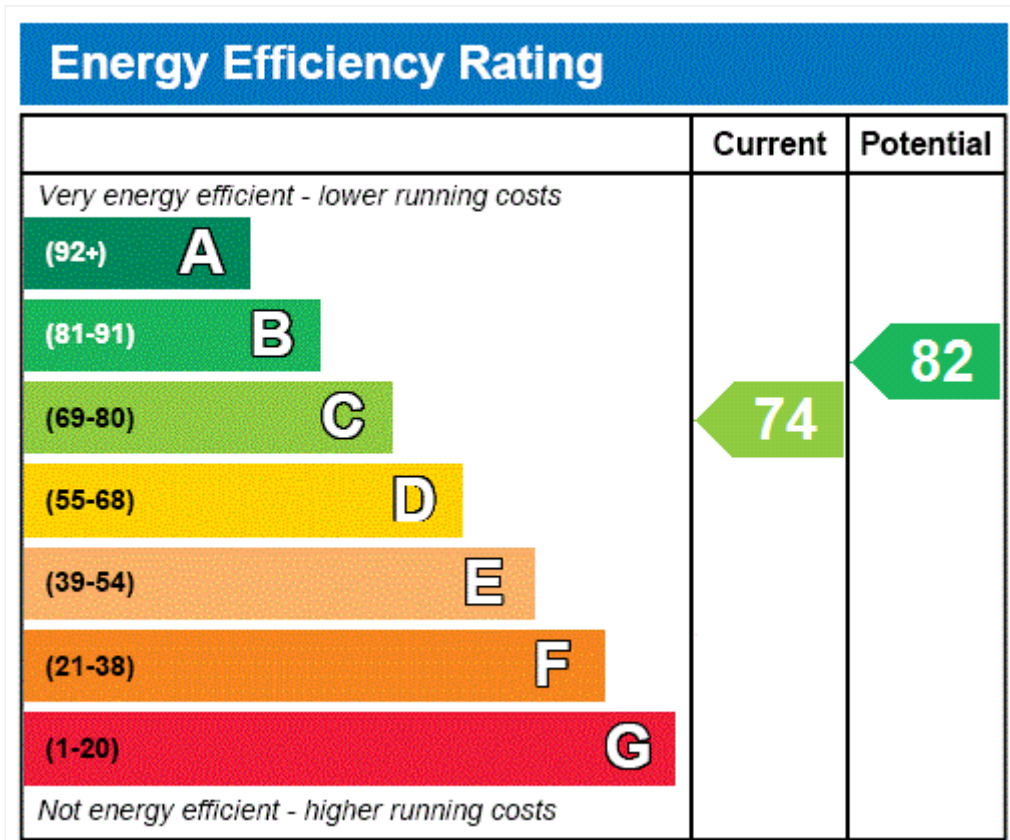 Energy Efficiency Rating
Current Potential
Very energy efficient - lower running costs
(92+) A
(81-91) B
82
(69-80) C
74
(55-68) D
(39-54) E
(21-38) F
(1-20) G
Not energy efficient - higher running costs